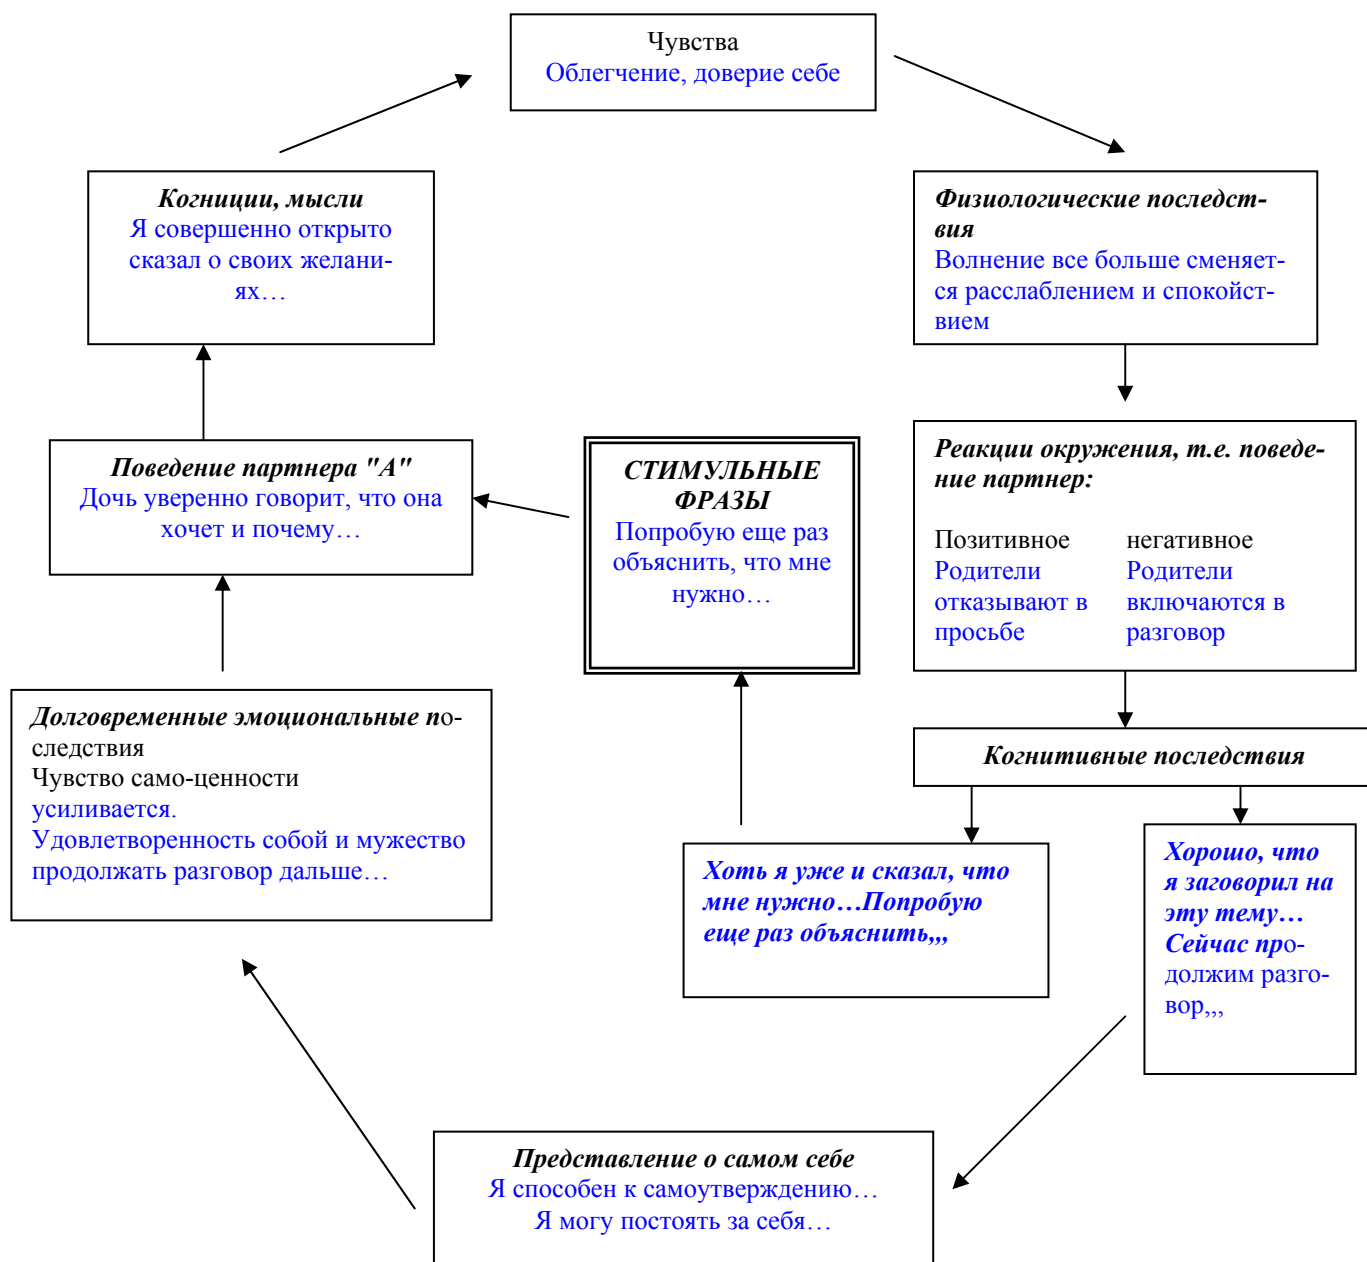 Чувства
Облегчение, доверие себе
Когниции, мысли
Я совершенно открыто
сказал о своих желани-
ях…
Физиологические последст-
вия
Волнение все больше сменяет-
ся расслаблением и спокойст-
вием
Поведение партнера "А"
Дочь уверенно говорит, что она
хочет и почему…
СТИМУЛЬНЫЕ
ФРАЗЫ
Попробую еще раз
объяснить, что мне
нужно…
Реакции окружения, т.е. поведе-
ние партнер:
Позитивное негативное
Родители Родители
отказывают в включаются в
просьбе разговор
Долговременные эмоциональные по-
следствия
Чувство само-ценности
усиливается.
Удовлетворенность собой и мужество
продолжать разговор дальше…
Когнитивные последствия
Хоть я уже и сказал, что
мне нужно…Попробую
еще раз объяснить,,,
Хорошо, что
я заговорил на
эту тему…
Сейчас про-
должим разго-
вор,,,
Представление о самом себе
Я способен к самоутверждению…
Я могу постоять за себя…